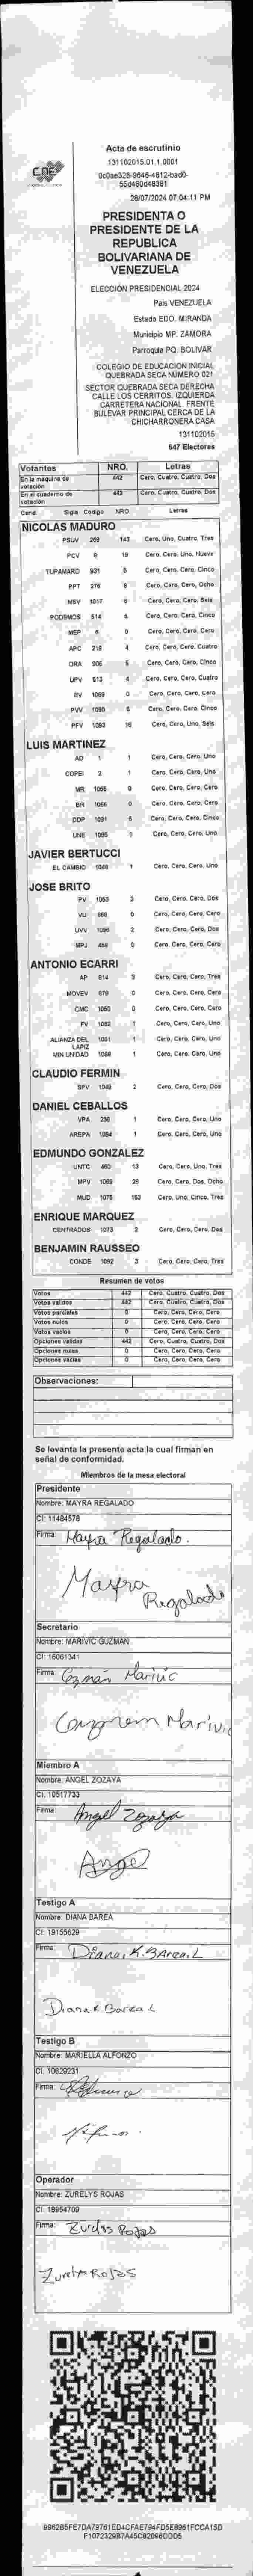 CNE
Acta de escrutinio
131102015.01.1.0001
0c0ae328-9646-4812-bad0-
55d480d48381
28/07/2024 07:04:11 PM
PRESIDENTA O
PRESIDENTE DE LA
REPUBLICA
BOLIVARIANA DE
VENEZUELA
ELECCIÓN PRESIDENCIAL 2024
Pais VENEZUELA
Estado EDO. MIRANDA
Municipio MP. ZAMORA
Parroquia PQ. BOLIVAR
COLEGIO DE EDUCACION INICIAL
QUEBRADA SECA NUMERO 021
SECTOR QUEBRADA SECA DERECHA
CALLE LOS CERRITOS. IZQUIERDA
CARRETERA NACIONAL. FRENTE
BULEVAR PRINCIPAL CERCA DE LA
CHICHARRONERA CASA
131102015
647 Electores
Votantes NRO. Letras
En la máquina de votación 442 Cero, Cuatro, Cuatro, Dos
En el cuaderno de votación 442 Cero, Cuatro, Cuatro, Dos
Cand. Sigla Codigo NRO. Letras
NICOLAS MADURO
PSUV 269 143 Cero, Uno, Cuatro, Tres
PCV 19 Cero, Cero, Uno, Nueve
TUPAMARO 931 5 Cero, Cero, Cero, Cinco
PPT 276 8 Cero, Cero, Cero, Ocho
MSV 1017 6 Cero, Cero, Cero, Seis
PODEMOS 514 5 Cero, Cero, Cero, Cinco
MEP 6 0 Cero, Cero, Cero, Cero
APC 219 4 Cero, Cero, Cero, Cuatro
ORA 906 5 Cero, Cero, Cero, Cinco
UPV 613 4 Cero, Cero, Cero, Cuatro
EV 1089 0 Cero, Cero, Cero, Cero
PVV 1090 5 Cero, Cero, Cero, Cinco
PFV 1093 16 Cero, Cero, Uno, Seis
LUIS MARTINEZ
AD 1 1 Cero, Cero, Cero, Uno
COPEI 2 1 Cero, Cero, Cero, Uno
MR 1055 0 Cero, Cero, Cero, Cero
BR 1066 0 Cero, Cero, Cero, Cero
DDP 1091 5 Cero, Cero, Cero, Cinco
UNE 1095 1 Cero, Cero, Cero, Uno
JAVIER BERTUCCI
EL CAMBIO 1048 1 Cero, Cero, Cero, Uno
JOSE BRITO
PV 1053 2 Cero, Cero, Cero, Dos
VU 0 Cero, Cero, Cero, Cero
UVV 1096 2 Cero, Cero, Cero, Dos
MPJ 0 Cero, Cero, Cero, Cero
ANTONIO ECARRI
AP 914 3 Cero, Cero, Cero, Tres
MOVEV 979 0 Cero, Cero, Cero, Cero
CMC 1050 0 Cero, Cero, Cero, Cero
FV 1062 1 Cero, Cero, Cero, Uno
ALIANZA DEL LAPIZ 1061 1 Cero, Cero, Cero, Uno
MIN UNIDAD 1068 1 Cero, Cero, Cero, Uno
CLAUDIO FERMIN
SPV 1049 2 Cero, Cero, Cero, Dos
DANIEL CEBALLOS
VPA 236 1 Cero, Cero, Cero, Uno
AREPA 1084 1 Cero, Cero, Cero, Uno
EDMUNDO GONZALEZ
UNTC 460 13 Cero, Cero, Uno, Tres
MPV 1069 28 Cero, Cero, Dos, Ocho
MUD 1075 153 Cero, Uno, Cinco, Tres
ENRIQUE MARQUEZ
CENTRADOS 1073 2 Cero, Cero, Cero, Dos
BENJAMIN RAUSSEO
CONDE 1092 3 Cero, Cero, Cero, Tres
Resumen de votos
Votos 442 Cero, Cuatro, Cuatro, Dos
Votos validos 442 Cero, Cuatro, Cuatro, Dos
Votos parciales 0 Cero, Cero, Cero, Cero
Votos nulos 0 Cero, Cero, Cero, Cero
Votos vacios 0 Cero, Cero, Cero, Cero
Opciones validas 442 Cero, Cuatro, Cuatro, Dos
Opciones nulas 0 Cero, Cero, Cero, Cero
Opciones vacias 0 Cero, Cero, Cero, Cero
Observaciones:
Se levanta la presente acta la cual firman en
señal de conformidad.
Miembros de la mesa electoral
Presidente
Nombre: MAYRA REGALADO
CI: 11484578
Firma: Mayra Regalado.
Mayra
Regalado
Secretario
Nombre: MARIVIC GUZMAN
CI: 16061341
Firma: Guzmán Marivic
Marivic
Miembro A
Nombre: ANGEL ZOZAYA
CI: 10517733
Firma: Angel Zozaya
Angel
Testigo A
Nombre: DIANA BAREA
CI: 19155629
Firma: Diana. K. Barea. L
Diana K Barea L
Testigo B
Nombre: MARIELLA ALFONZO
CI: 10829231
Firma:
Operador
Nombre: ZURELYS ROJAS
CI: 18954709
Firma: Zurelys Rojas
Zurelys Rojas
9962B5FE7DA79761ED4CFAE794FD5E6961FCCA15D
F1072329B7A45C92096DDD5